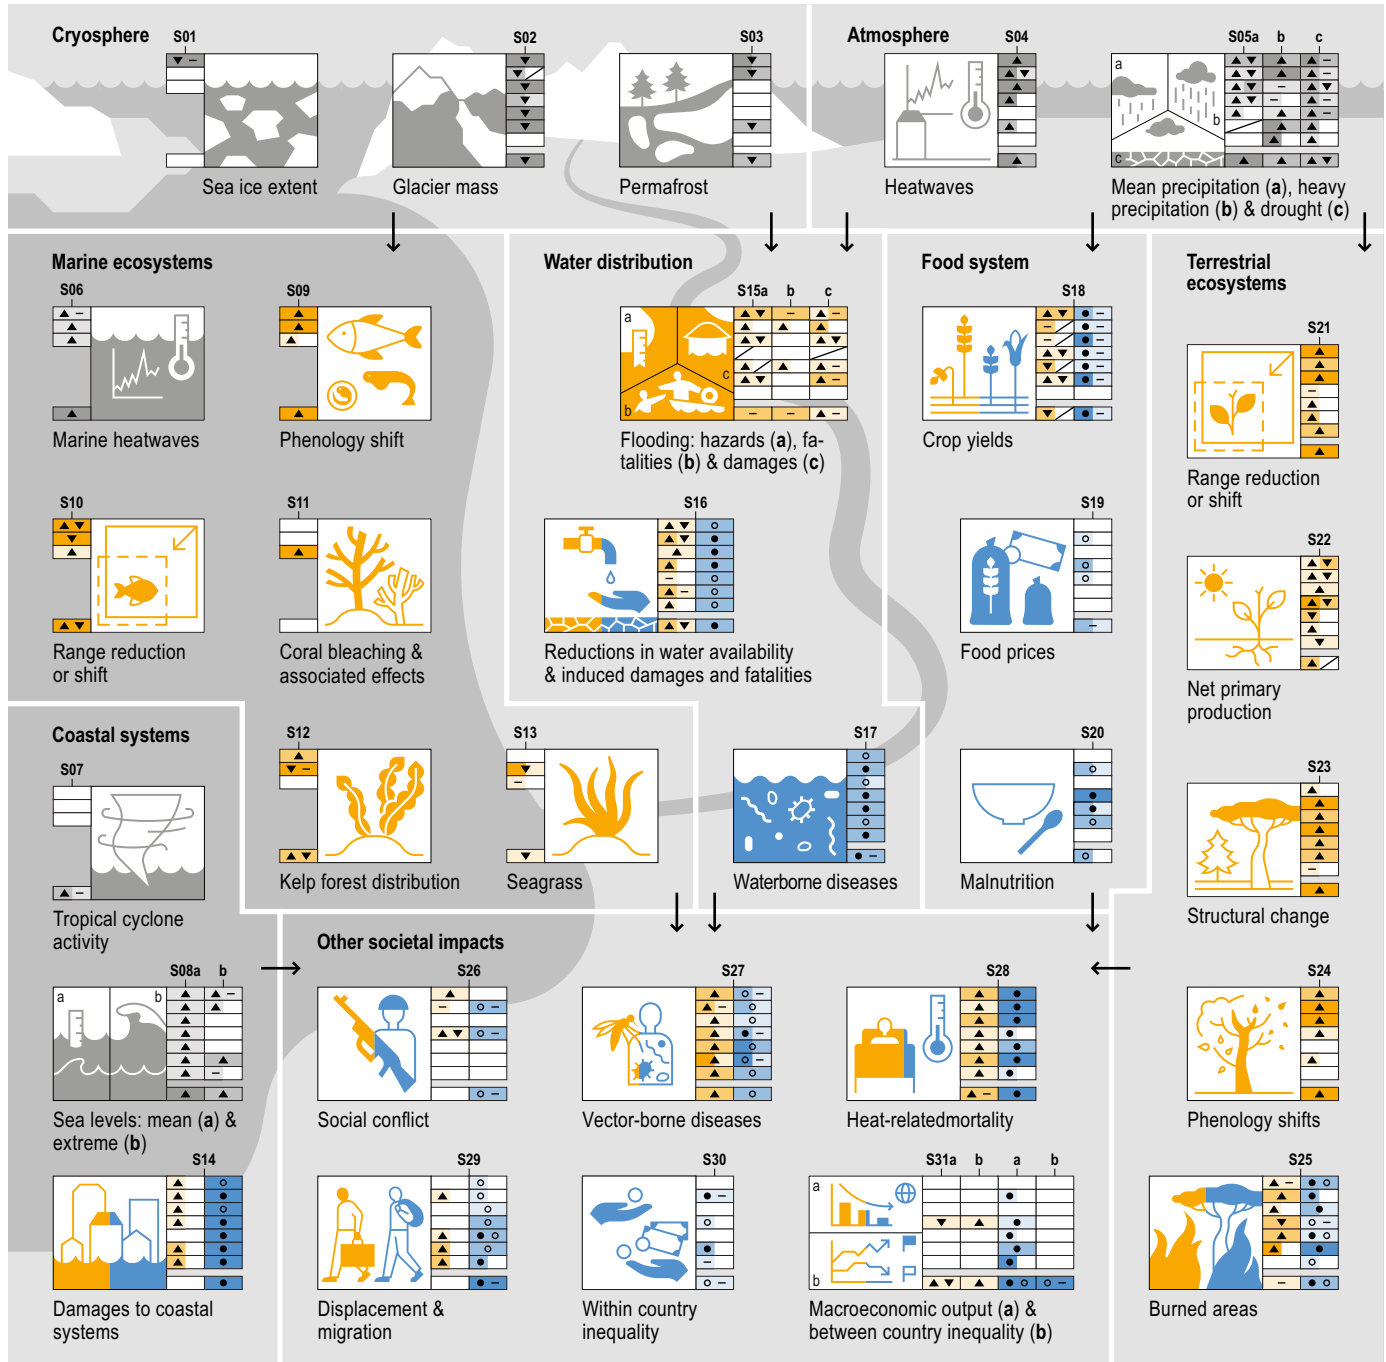 Cryosphere
S01
Sea ice extent
S02
Glacier mass
S03
Permafrost
Atmosphere
S04
Heatwaves
S05a b c
a
b
c
Mean precipitation (a), heavy
precipitation (b) & drought (c)
Marine ecosystems
S06
Marine heatwaves
S09
Phenology shift
S10
Range reduction
or shift
S11
Coral bleaching &
associated effects
S12
Kelp forest distribution
S13
Seagrass
Water distribution
S15a b c
a
c
b
Flooding: hazards (a), fa-
talities (b) & damages (c)
S16
Reductions in water availability
& induced damages and fatalities
S17
Waterborne diseases
Food system
S18
Crop yields
S19
Food prices
S20
Malnutrition
Terrestrial
ecosystems
S21
Range reduction
or shift
S22
Net primary
production
S23
Structural change
S24
Phenology shifts
S25
Burned areas
Coastal systems
S07
Tropical cyclone
activity
S08a b
a b
Sea levels: mean (a) &
extreme (b)
S14
Damages to coastal
systems
Other societal impacts
S26
Social conflict
S27
Vector-borne diseases
S28
Heat-relatedmortality
S29
Displacement &
migration
S30
Within country
inequality
S31a b a b
a
b
Macroeconomic output (a) &
between country inequality (b)